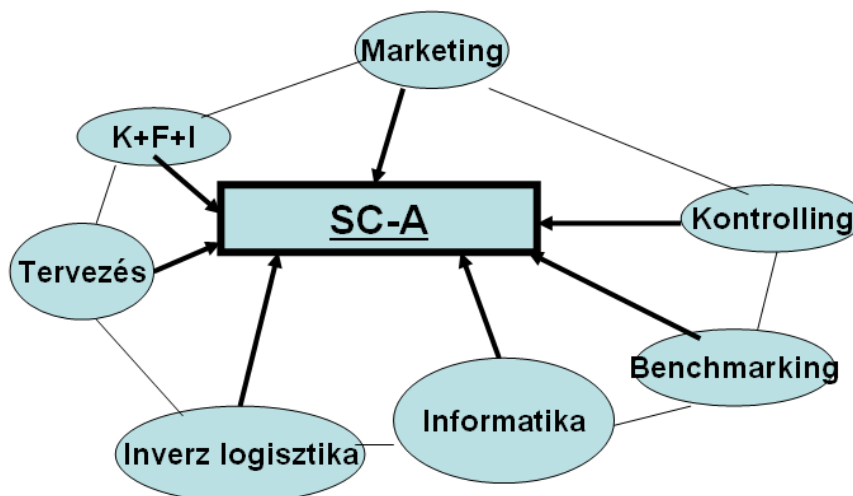 Marketing
K+F+I
SC-A
Kontrolling
Tervezés
Benchmarking
Informatika
Inverz logisztika